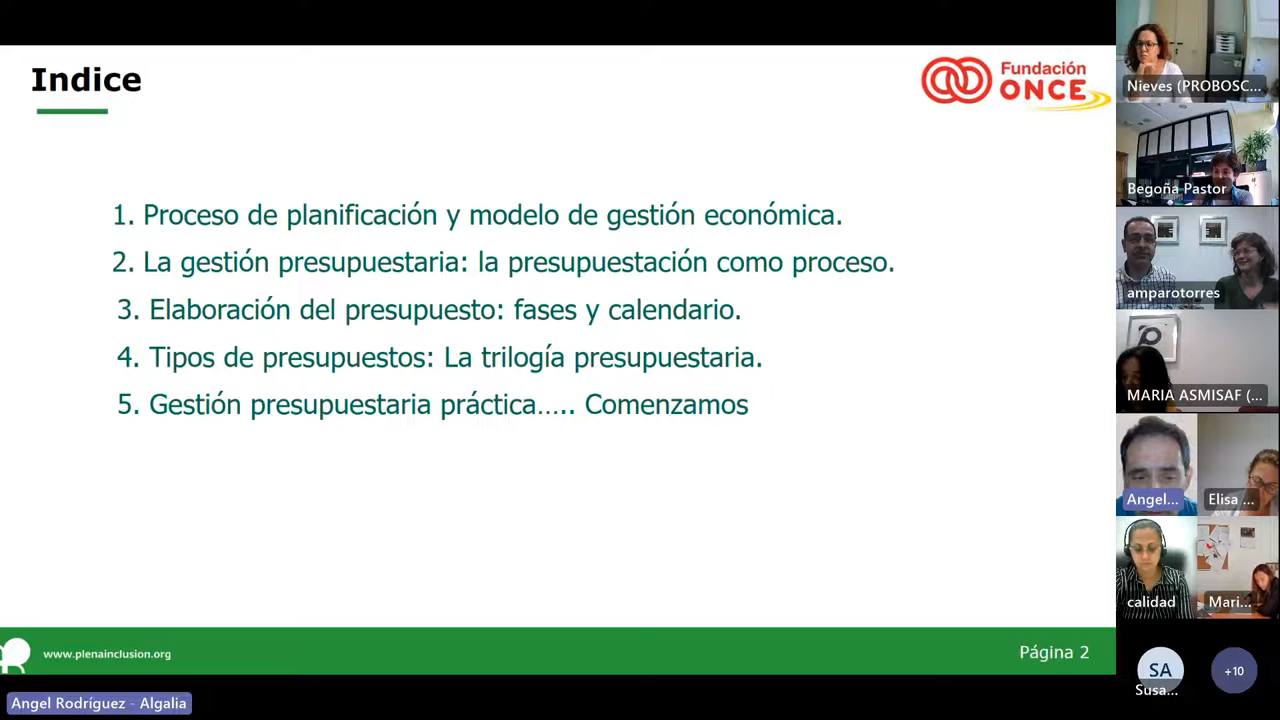 Indice
Fundación
ONCE
1. Proceso de planificación y modelo de gestión económica.
2. La gestión presupuestaria: la presupuestación como proceso.
3. Elaboración del presupuesto: fases y calendario.
4. Tipos de presupuestos: La trilogía presupuestaria.
5. Gestión presupuestaria práctica….. Comenzamos
www.plenainclusion.org
Página 2
Angel Rodríguez - Algalia
Nieves (PROBOSC...
Begoña Pastor
amparotorres
MARIA ASMISAF (...
Angel...
Elisa ...
calidad
Mari...
SA
Susa...
+10